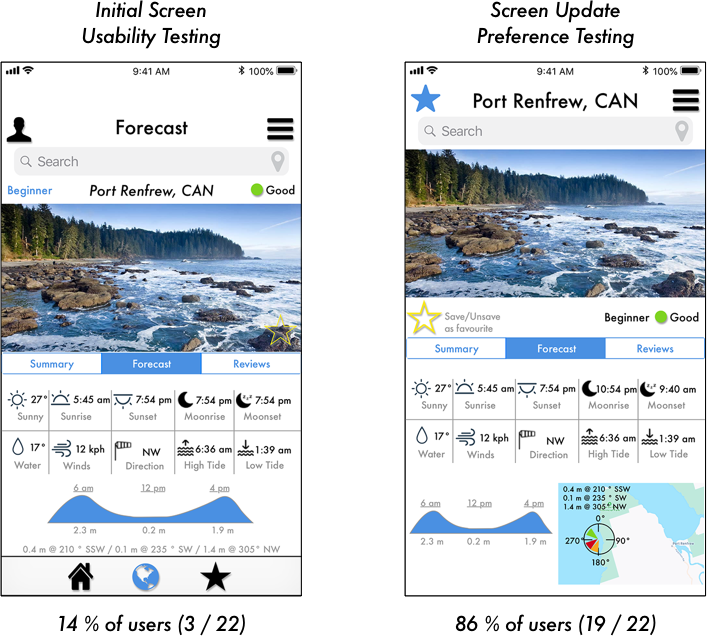 Initial Screen
Usability Testing
9:41 AM
100%
Forecast
Search
Beginner
Port Renfrew, CAN
Good
Summary
Forecast
Reviews
27° 5:45 am 7:54 pm 7:54 pm 7:54 pm
Sunny Sunrise Sunset Moonrise Moonset
17° 12 kph NW 6:36 am 1:39 am
Water Winds Direction High Tide Low Tide
6 am 12 pm 4 pm
2.3 m 0.2 m 1.9 m
0.4 m @ 210 ° SSW / 0.1 m @ 235 ° SW / 1.4 m @ 305° NW
14 % of users (3 / 22)
Screen Update
Preference Testing
9:41 AM
100%
Port Renfrew, CAN
Search
Save/Unsave
as favourite
Beginner
Good
Summary
Forecast
Reviews
27° 5:45 am 7:54 pm 10:54 pm 9:40 am
Sunny Sunrise Sunset Moonrise Moonset
17° 12 kph NW 6:36 am 1:39 am
Water Winds Direction High Tide Low Tide
6 am 12 pm 4 pm
2.3 m 0.2 m 1.9 m
0.4 m @ 210 ° SSW
0.1 m @ 235 ° SW
1.4 m @ 305° NW
0°
270° 90°
180°
Port Renfrew
86 % of users (19 / 22)